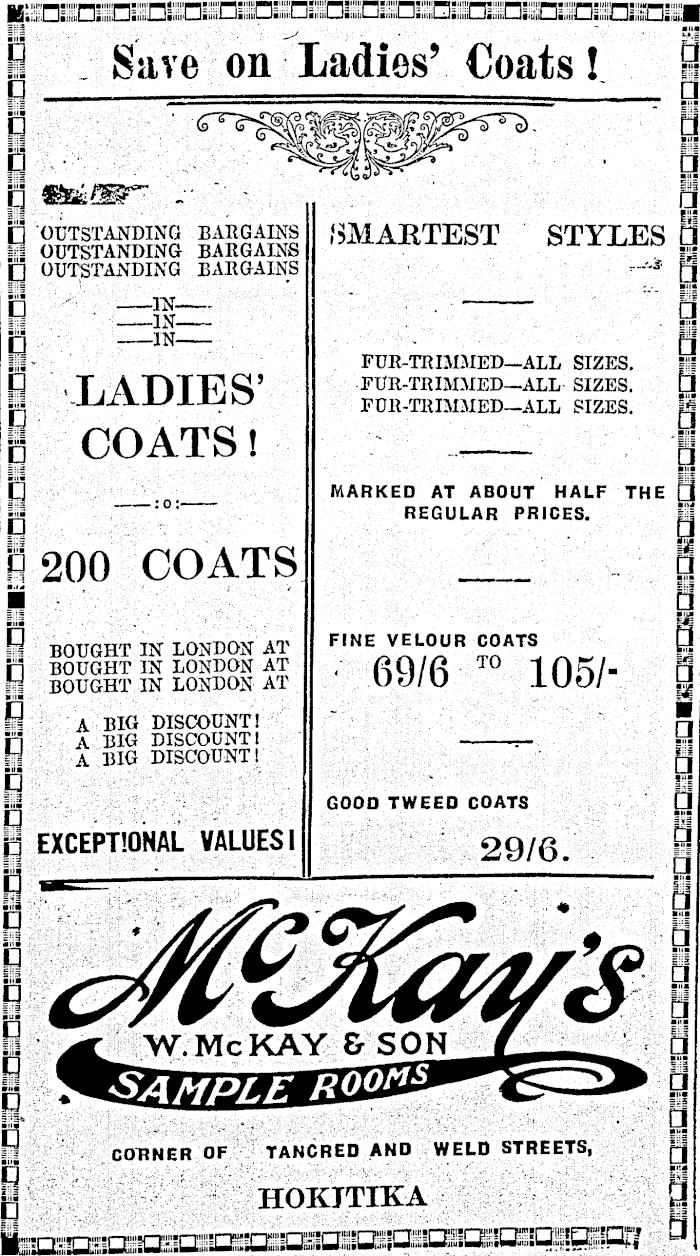 Save on Ladies' Coats!
OUTSTANDING BARGAINS
OUTSTANDING BARGAINS
OUTSTANDING BARGAINS
—IN—
—IN—
—IN—
LADIES'
COATS!
—:o:—
200 COATS
BOUGHT IN LONDON AT
BOUGHT IN LONDON AT
BOUGHT IN LONDON AT
A BIG DISCOUNT!
A BIG DISCOUNT!
A BIG DISCOUNT!
EXCEPTIONAL VALUES!
SMARTEST STYLES
FUR-TRIMMED—ALL SIZES.
FUR-TRIMMED—ALL SIZES.
FUR-TRIMMED—ALL SIZES.
MARKED AT ABOUT HALF THE
REGULAR PRICES.
FINE VELOUR COATS
69/6 TO 105/-
GOOD TWEED COATS
29/6.
McKay's
W. McKAY & SON
SAMPLE ROOMS
CORNER OF TANCRED AND WELD STREETS,
HOKITIKA